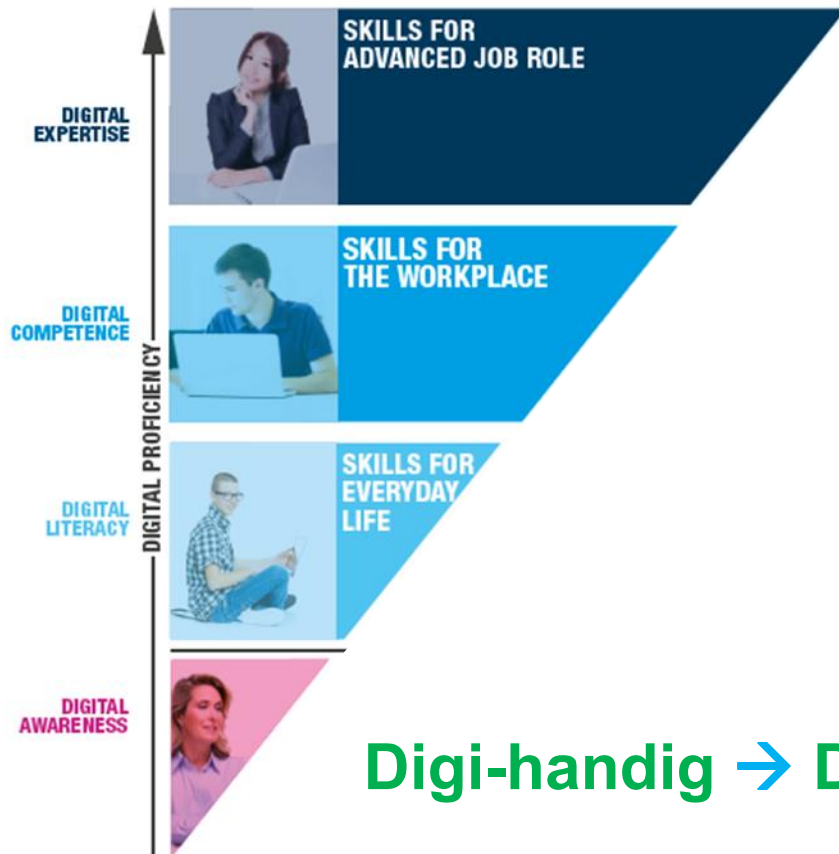 SKILLS FOR
ADVANCED JOB ROLE
DIGITAL
EXPERTISE
SKILLS FOR
THE WORKPLACE
DIGITAL
COMPETENCE
DIGITAL PROFICIENCY
SKILLS FOR
EVERYDAY
LIFE
DIGITAL
LITERACY
DIGITAL
AWARENESS
Digi-handig → D